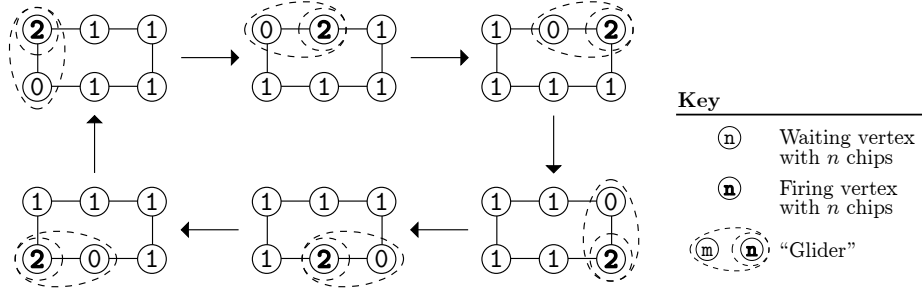 2 1 1 0 2 1 1 0 2
0 1 1 1 1 1 1 1 1
Key
n Waiting vertex
with n chips
n Firing vertex
with n chips
m n “Glider”
1 1 1 1 1 1 1 1 0
2 0 1 1 2 0 1 1 2